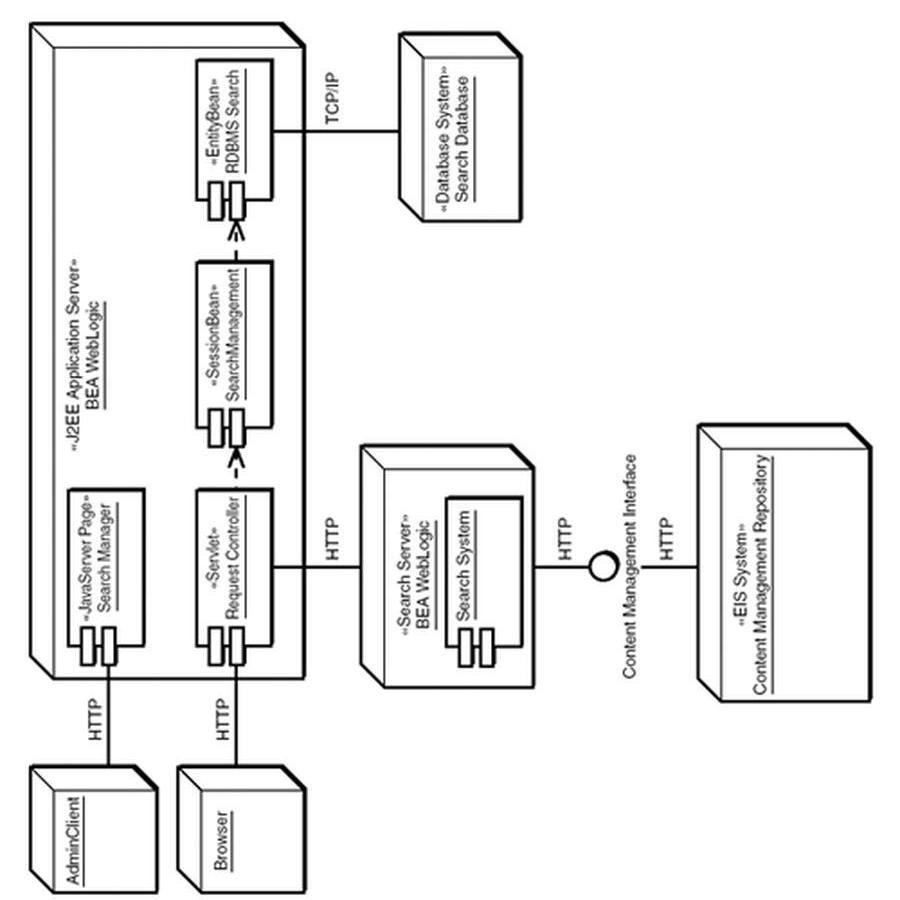 «J2EE Application Server»
BEA WebLogic
«JavaServer Page»
Search Manager
«Servlet»
Request Controller
«SessionBean»
SearchManagement
«EntityBean»
RDBMS Search
AdminClient
HTTP
Browser
HTTP
HTTP
TCP/IP
«Search Server»
BEA WebLogic
Search System
«Database System»
Search Database
HTTP
Content Management Interface
HTTP
«EIS System»
Content Management Repository